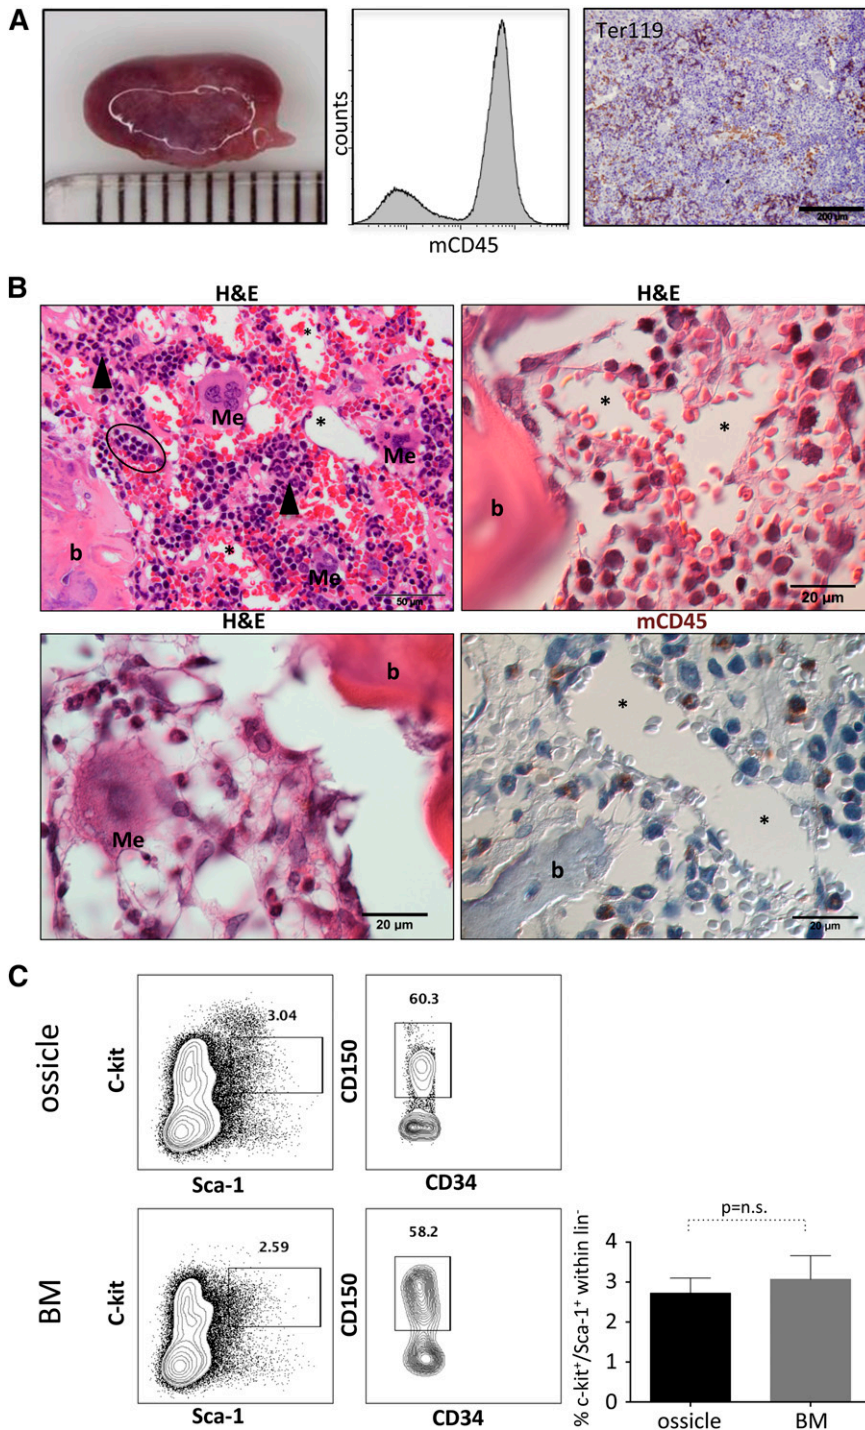 A
counts
mCD45
Ter119
200 µm
B
H&E
*
Me
*
Me
b
*
Me
50 µm
H&E
*
*
b
20 µm
H&E
b
Me
20 µm
mCD45
*
*
b
20 µm
C
ossicle
C-kit
3.04
Sca-1
CD150
60.3
CD34
BM
C-kit
2.59
Sca-1
CD150
58.2
CD34
% c-kit⁺/Sca-1⁺ within lin⁻
p=n.s.
4
3
2
1
0
ossicle
BM